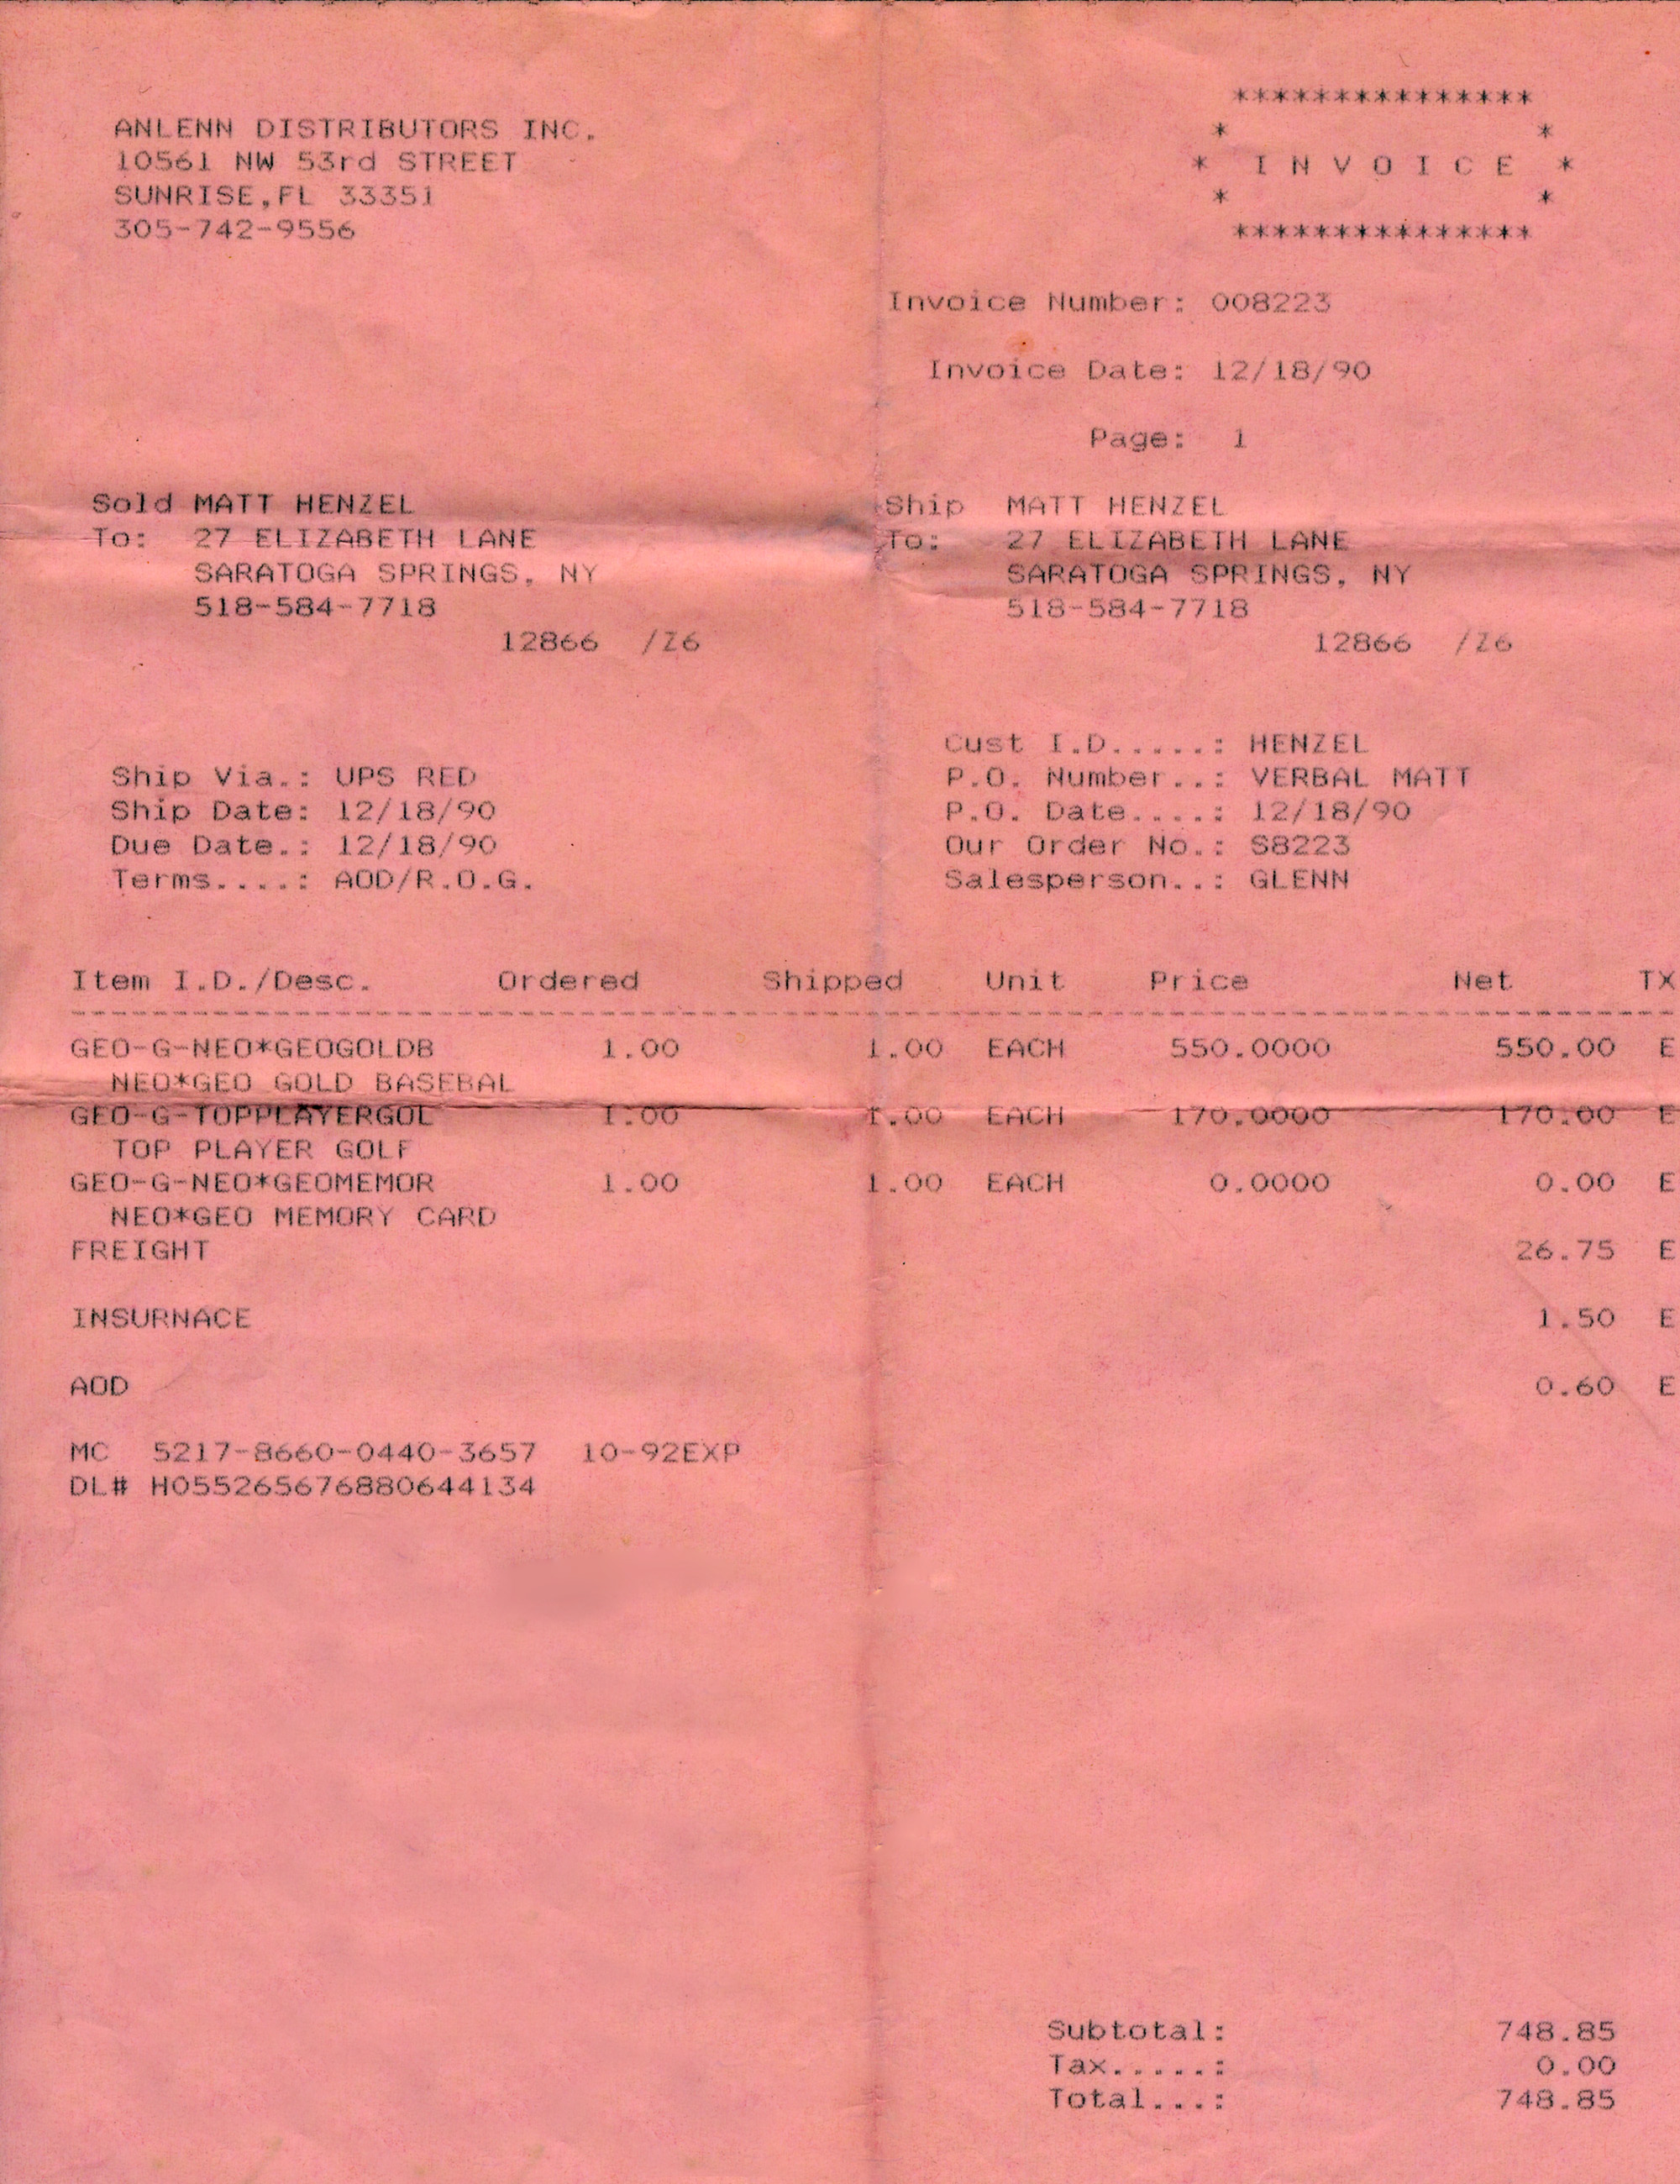 ***************
ANLENN DISTRIBUTORS INC. * *
10561 NW 53rd STREET * I N V O I C E *
SUNRISE,FL 33351 * *
305-742-9556 ***************
Invoice Number: 008223
Invoice Date: 12/18/90
Page: 1
Sold MATT HENZEL Ship MATT HENZEL
To: 27 ELIZABETH LANE To: 27 ELIZABETH LANE
SARATOGA SPRINGS, NY SARATOGA SPRINGS, NY
518-584-7718 518-584-7718
12866 /Z6 12866 /Z6
Cust I.D.....: HENZEL
Ship Via.: UPS RED P.O. Number..: VERBAL MATT
Ship Date: 12/18/90 P.O. Date....: 12/18/90
Due Date.: 12/18/90 Our Order No.: S8223
Terms....: AOD/R.O.G. Salesperson..: GLENN
Item I.D./Desc. Ordered Shipped Unit Price Net TX
GEO-G-NEO*GEOGOLDB 1.00 1.00 EACH 550.0000 550.00 E
NEO*GEO GOLD BASEBAL
GEO-G-TOPPLAYERGOL 1.00 1.00 EACH 170.0000 170.00 E
TOP PLAYER GOLF
GEO-G-NEO*GEOMEMOR 1.00 1.00 EACH 0.0000 0.00 E
NEO*GEO MEMORY CARD
FREIGHT 26.75 E
INSURNACE 1.50 E
AOD 0.60 E
MC 5217-8660-0440-3657 10-92EXP
DL# H055265676880644134
Subtotal: 748.85
Tax.....: 0.00
Total...: 748.85